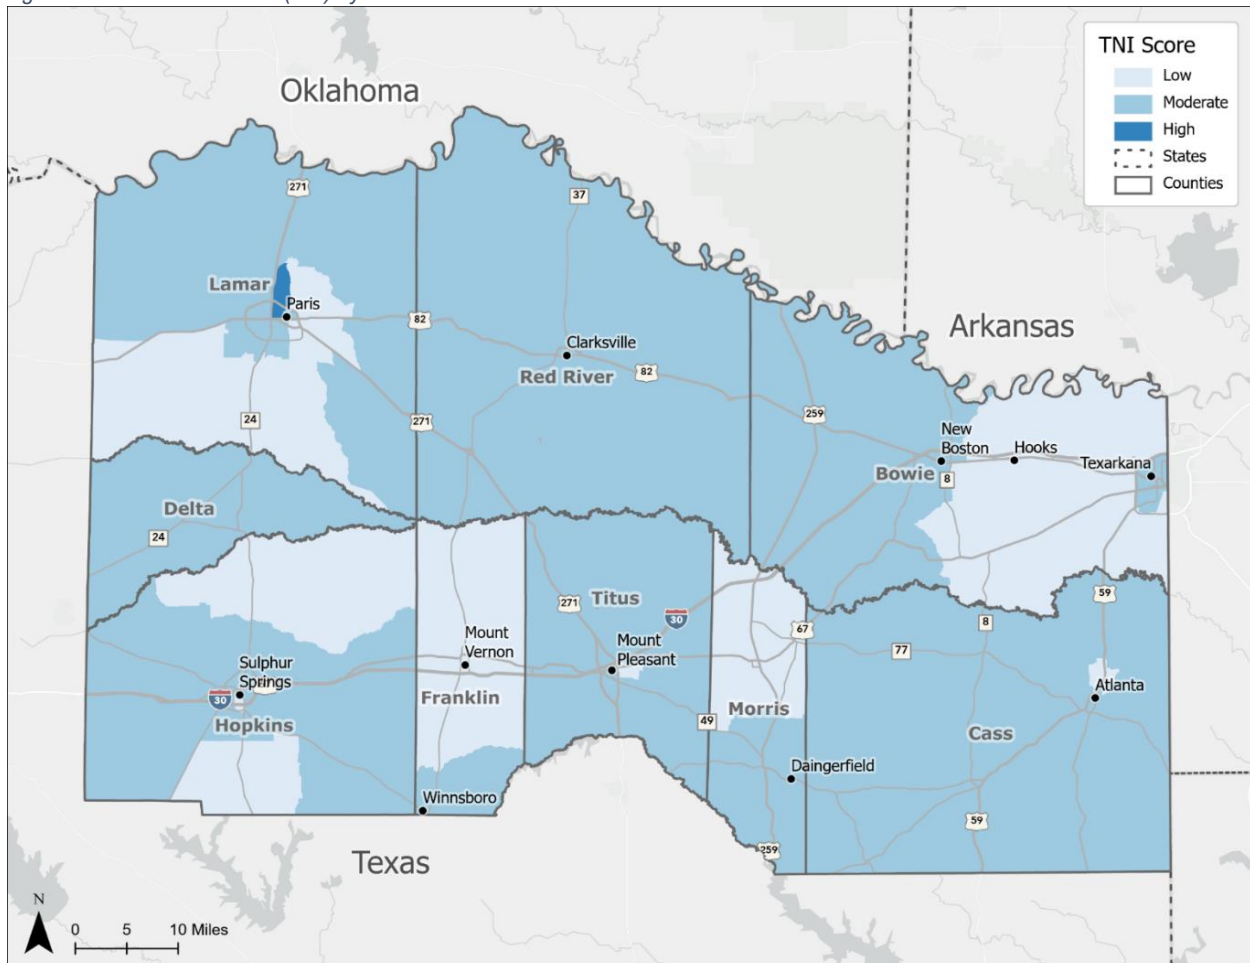 TNI Score
Low
Moderate
High
States
Counties
Oklahoma
271
37
Lamar
Paris
82
Arkansas
Clarksville
Red River
82
259
24
271
New
Boston
Hooks
Texarkana
Bowie
8
Delta
24
59
271
Titus
30
8
67
77
Mount
Vernon
Mount
Pleasant
Sulphur
Springs
30
Franklin
Atlanta
Hopkins
49
Morris
Cass
Daingerfield
Winnsboro
59
259
Texas
N
0 5 10 Miles